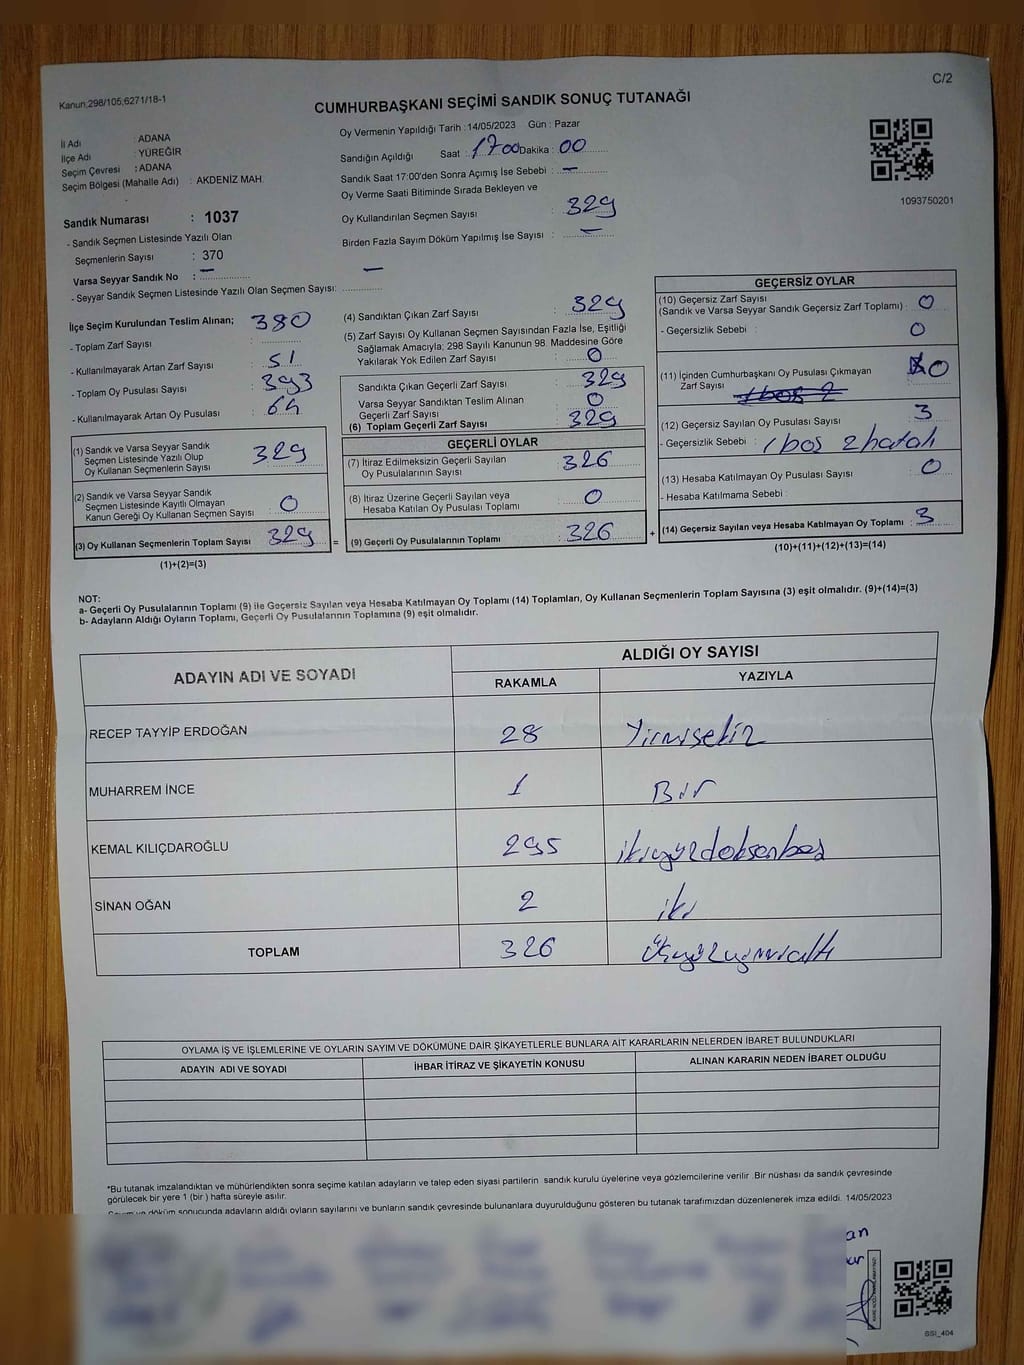 C/2
Kanun,298/105,6271/18-1
CUMHURBAŞKANI SEÇİMİ SANDIK SONUÇ TUTANAĞI
İl Adı : ADANA
İlçe Adı : YÜREĞİR
Seçim Çevresi : ADANA
Seçim Bölgesi (Mahalle Adı) : AKDENİZ MAH.
Sandık Numarası : 1037
- Sandık Seçmen Listesinde Yazılı Olan
Seçmenlerin Sayısı : 370
Varsa Seyyar Sandık No : —
- Seyyar Sandık Seçmen Listesinde Yazılı Olan Seçmen Sayısı: —
Oy Vermenin Yapıldığı Tarih : 14/05/2023 Gün : Pazar
Sandığın Açıldığı Saat : 1700 Dakika : 00
Sandık Saat 17:00'den Sonra Açımış İse Sebebi : —
Oy Verme Saati Bitiminde Sırada Bekleyen ve
Oy Kullandırılan Seçmen Sayısı : 329
Birden Fazla Sayım Döküm Yapılmış İse Sayısı : —
1093750201
İlçe Seçim Kurulundan Teslim Alınan; 380
- Toplam Zarf Sayısı :
- Kullanılmayarak Artan Zarf Sayısı : 51
- Toplam Oy Pusulası Sayısı : 393
- Kullanılmayarak Artan Oy Pusulası : 64
(1) Sandık ve Varsa Seyyar Sandık
Seçmen Listesinde Yazılı Olup
Oy Kullanan Seçmenlerin Sayısı : 329
(2) Sandık ve Varsa Seyyar Sandık
Seçmen Listesinde Kayıtlı Olmayan
Kanun Gereği Oy Kullanan Seçmen Sayısı : 0
(3) Oy Kullanan Seçmenlerin Toplam Sayısı : 329 =
(1)+(2)=(3)
(4) Sandıktan Çıkan Zarf Sayısı : 329
(5) Zarf Sayısı Oy Kullanan Seçmen Sayısından Fazla İse, Eşitliği
Sağlamak Amacıyla; 298 Sayılı Kanunun 98. Maddesine Göre
Yakılarak Yok Edilen Zarf Sayısı : 0
Sandıkta Çıkan Geçerli Zarf Sayısı : 329
Varsa Seyyar Sandıktan Teslim Alınan
Geçerli Zarf Sayısı : 0
(6) Toplam Geçerli Zarf Sayısı : 329
GEÇERLİ OYLAR
(7) İtiraz Edilmeksizin Geçerli Sayılan
Oy Pusulalarının Sayısı : 326
(8) İtiraz Üzerine Geçerli Sayılan veya
Hesaba Katılan Oy Pusulası Toplamı : 0
(9) Geçerli Oy Pusulalarının Toplamı : 326 +
GEÇERSİZ OYLAR
(10) Geçersiz Zarf Sayısı
(Sandık ve Varsa Seyyar Sandık Geçersiz Zarf Toplamı) : 0
- Geçersizlik Sebebi : 0
(11) İçinden Cumhurbaşkanı Oy Pusulası Çıkmayan
Zarf Sayısı : 0
1 boş 2
(12) Geçersiz Sayılan Oy Pusulası Sayısı : 3
- Geçersizlik Sebebi : 1 boş 2 hatalı
(13) Hesaba Katılmayan Oy Pusulası Sayısı : 0
- Hesaba Katılmama Sebebi :
(14) Geçersiz Sayılan veya Hesaba Katılmayan Oy Toplamı : 3
(10)+(11)+(12)+(13)=(14)
NOT:
a- Geçerli Oy Pusulalarının Toplamı (9) ile Geçersiz Sayılan veya Hesaba Katılmayan Oy Toplamı (14) Toplamları, Oy Kullanan Seçmenlerin Toplam Sayısına (3) eşit olmalıdır. (9)+(14)=(3)
b- Adayların Aldığı Oyların Toplamı, Geçerli Oy Pusulalarının Toplamına (9) eşit olmalıdır.
ADAYIN ADI VE SOYADI
ALDIĞI OY SAYISI
RAKAMLA YAZIYLA
RECEP TAYYİP ERDOĞAN 28 Yirmisekiz
MUHARREM İNCE 1 Bir
KEMAL KILIÇDAROĞLU 295 ikiyüzdoksanbeş
SİNAN OĞAN 2 iki
TOPLAM 326 Üçyüzyirmialtı
OYLAMA İŞ VE İŞLEMLERİNE VE OYLARIN SAYIM VE DÖKÜMÜNE DAİR ŞİKAYETLERLE BUNLARA AİT KARARLARIN NELERDEN İBARET BULUNDUKLARI
ADAYIN ADI VE SOYADI İHBAR İTİRAZ VE ŞİKAYETİN KONUSU ALINAN KARARIN NEDEN İBARET OLDUĞU
*Bu tutanak imzalandıktan ve mühürlendikten sonra seçime katılan adayların ve talep eden siyasi partilerin sandık kurulu üyelerine veya gözlemcilerine verilir. Bir nüshası da sandık çevresinde
görülecek bir yere 1 (bir ) hafta süreyle asılır.
Sayım ve döküm sonucunda adayların aldığı oyların sayılarını ve bunların sandık çevresinde bulunanlara duyurulduğunu gösteren bu tutanak tarafımızdan düzenlenerek imza edildi. 14/05/2023
an
SSI_404